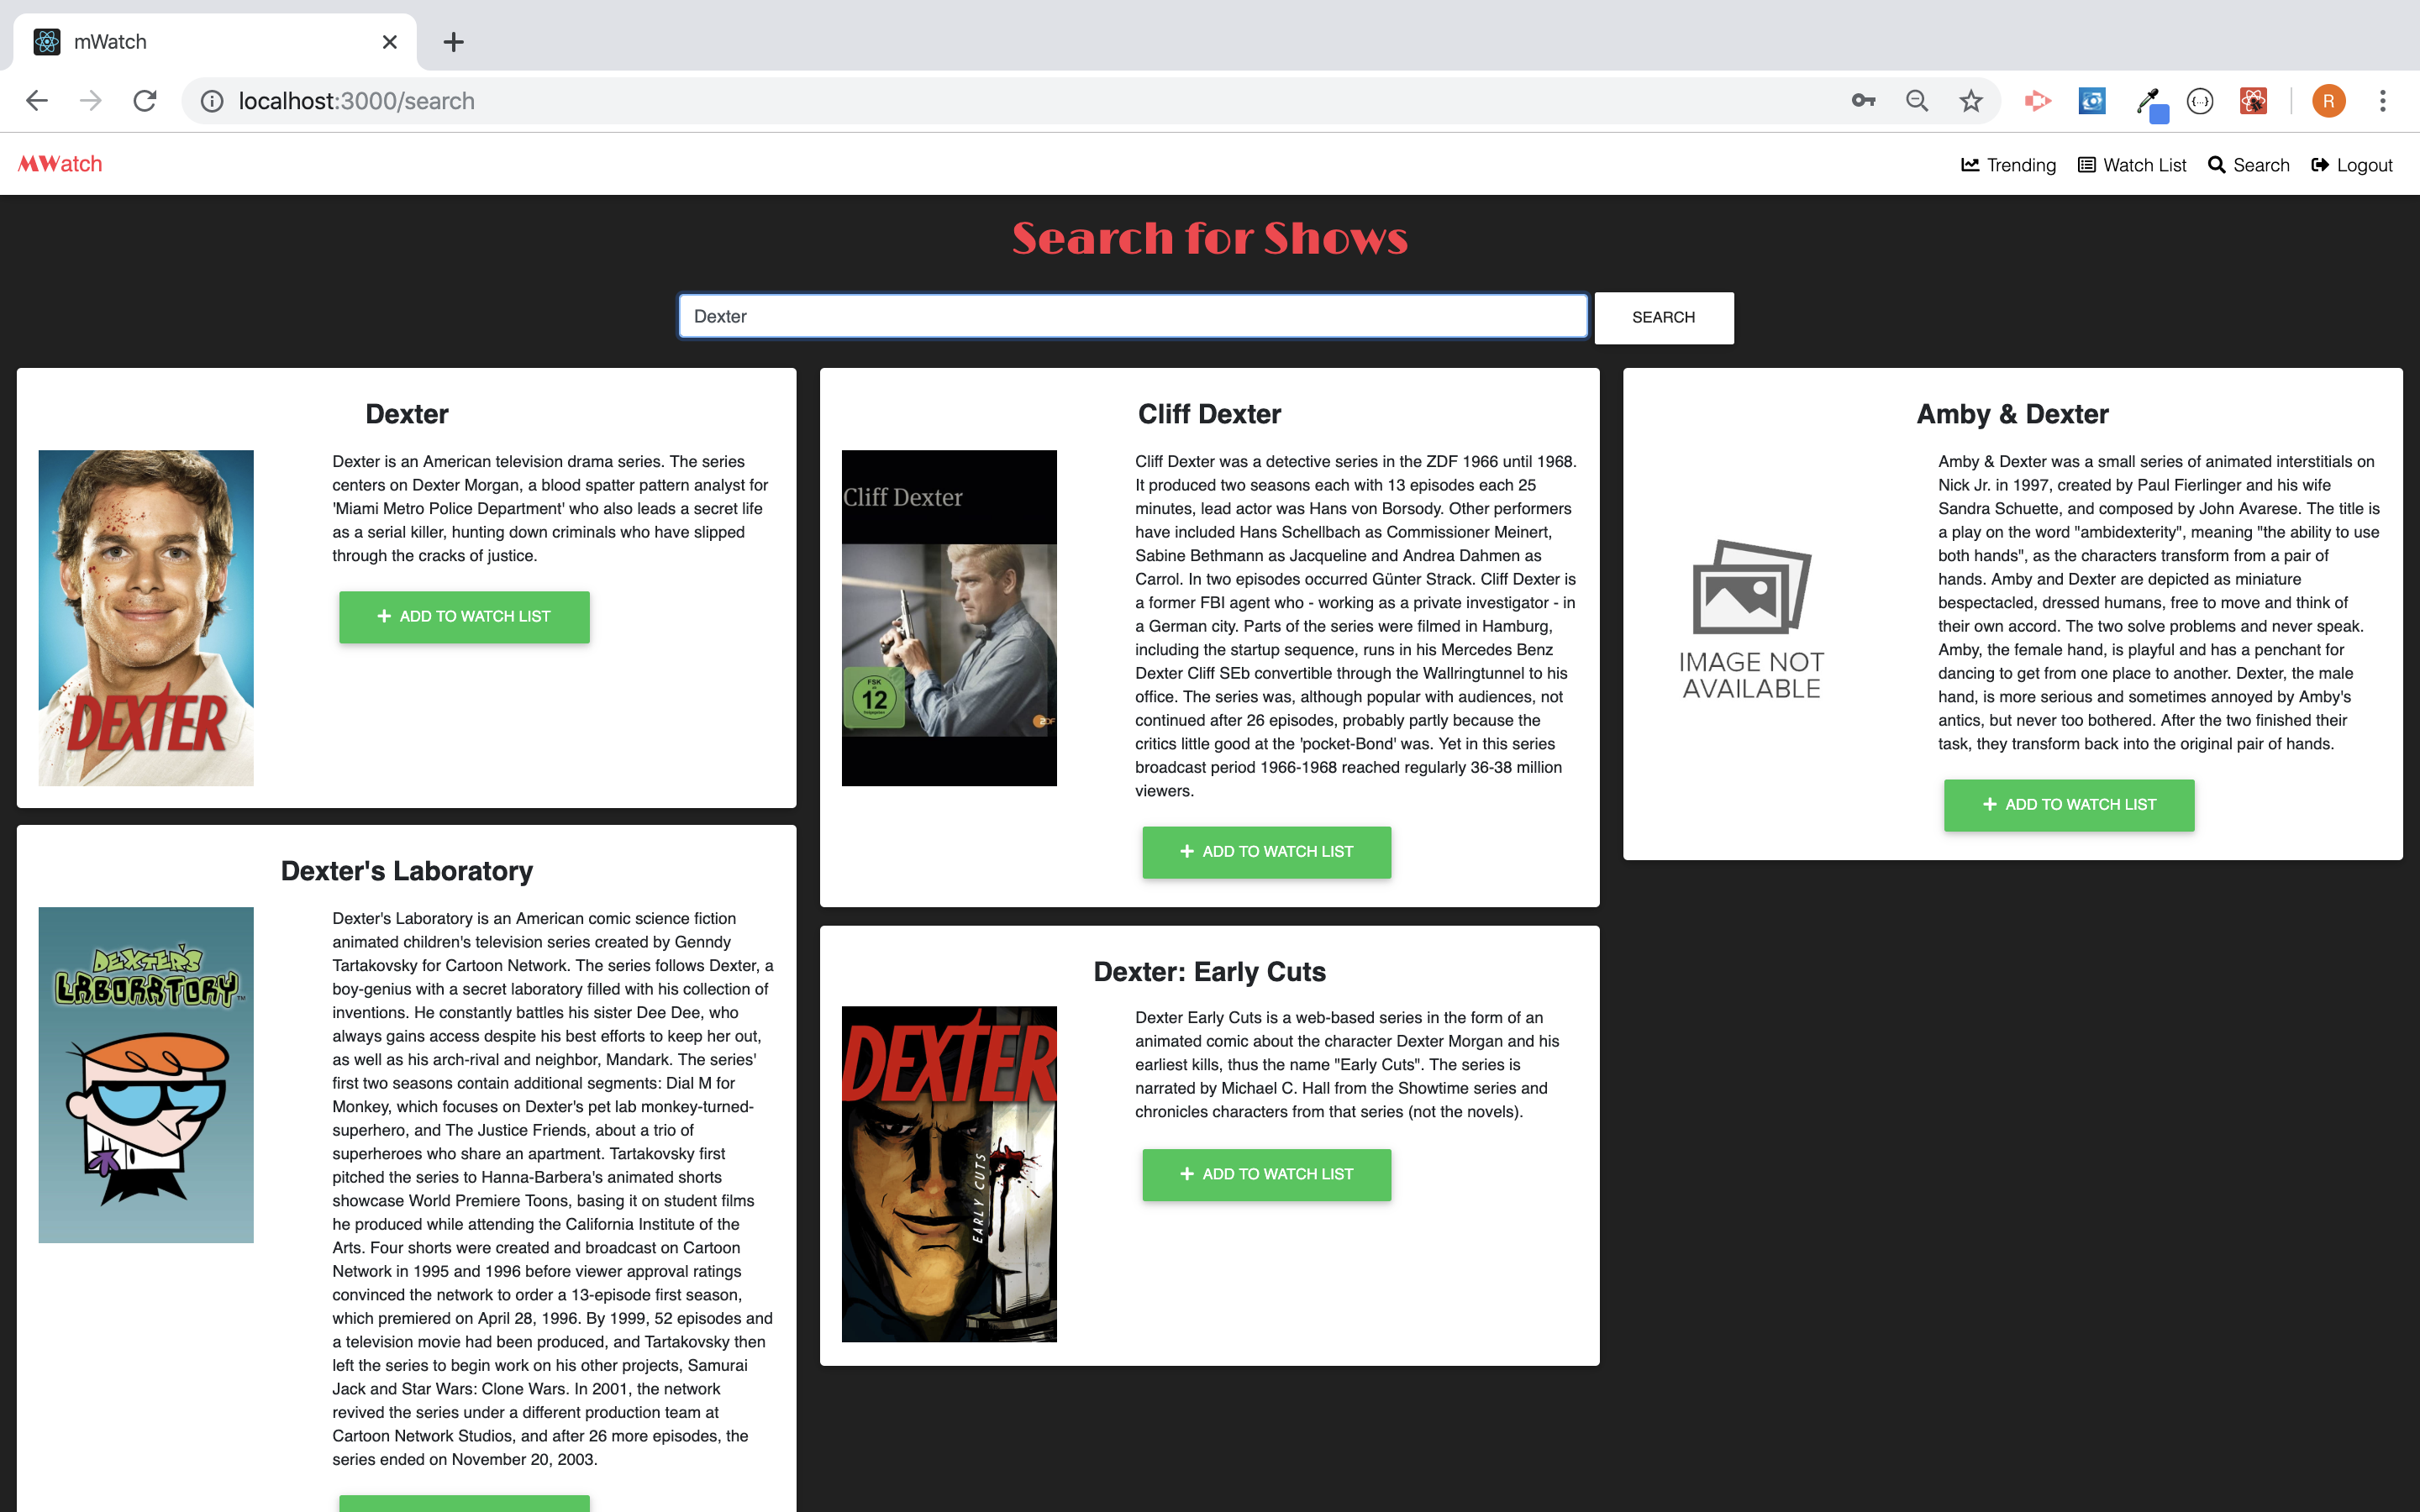 mWatch
localhost:3000/search
R
MWatch
Trending
Watch List
Search
Logout
Search for Shows
Dexter
SEARCH
Dexter
DEXTER
Dexter is an American television drama series. The series
centers on Dexter Morgan, a blood spatter pattern analyst for
'Miami Metro Police Department' who also leads a secret life
as a serial killer, hunting down criminals who have slipped
through the cracks of justice.
+ ADD TO WATCH LIST
Cliff Dexter
Cliff Dexter
FSK
ab
12
freigegeben
ZDF
Cliff Dexter was a detective series in the ZDF 1966 until 1968.
It produced two seasons each with 13 episodes each 25
minutes, lead actor was Hans von Borsody. Other performers
have included Hans Schellbach as Commissioner Meinert,
Sabine Bethmann as Jacqueline and Andrea Dahmen as
Carrol. In two episodes occurred Günter Strack. Cliff Dexter is
a former FBI agent who - working as a private investigator - in
a German city. Parts of the series were filmed in Hamburg,
including the startup sequence, runs in his Mercedes Benz
Dexter Cliff SEb convertible through the Wallringtunnel to his
office. The series was, although popular with audiences, not
continued after 26 episodes, probably partly because the
critics little good at the 'pocket-Bond' was. Yet in this series
broadcast period 1966-1968 reached regularly 36-38 million
viewers.
+ ADD TO WATCH LIST
Amby & Dexter
IMAGE NOT
AVAILABLE
Amby & Dexter was a small series of animated interstitials on
Nick Jr. in 1997, created by Paul Fierlinger and his wife
Sandra Schuette, and composed by John Avarese. The title is
a play on the word "ambidexterity", meaning "the ability to use
both hands", as the characters transform from a pair of
hands. Amby and Dexter are depicted as miniature
bespectacled, dressed humans, free to move and think of
their own accord. The two solve problems and never speak.
Amby, the female hand, is playful and has a penchant for
dancing to get from one place to another. Dexter, the male
hand, is more serious and sometimes annoyed by Amby's
antics, but never too bothered. After the two finished their
task, they transform back into the original pair of hands.
+ ADD TO WATCH LIST
Dexter's Laboratory
DEXTER'S
LABORATORY™
Dexter's Laboratory is an American comic science fiction
animated children's television series created by Genndy
Tartakovsky for Cartoon Network. The series follows Dexter, a
boy-genius with a secret laboratory filled with his collection of
inventions. He constantly battles his sister Dee Dee, who
always gains access despite his best efforts to keep her out,
as well as his arch-rival and neighbor, Mandark. The series'
first two seasons contain additional segments: Dial M for
Monkey, which focuses on Dexter's pet lab monkey-turned-
superhero, and The Justice Friends, about a trio of
superheroes who share an apartment. Tartakovsky first
pitched the series to Hanna-Barbera's animated shorts
showcase World Premiere Toons, basing it on student films
he produced while attending the California Institute of the
Arts. Four shorts were created and broadcast on Cartoon
Network in 1995 and 1996 before viewer approval ratings
convinced the network to order a 13-episode first season,
which premiered on April 28, 1996. By 1999, 52 episodes and
a television movie had been produced, and Tartakovsky then
left the series to begin work on his other projects, Samurai
Jack and Star Wars: Clone Wars. In 2001, the network
revived the series under a different production team at
Cartoon Network Studios, and after 26 more episodes, the
series ended on November 20, 2003.
Dexter: Early Cuts
DEXTER
EARLY CUTS
Dexter Early Cuts is a web-based series in the form of an
animated comic about the character Dexter Morgan and his
earliest kills, thus the name "Early Cuts". The series is
narrated by Michael C. Hall from the Showtime series and
chronicles characters from that series (not the novels).
+ ADD TO WATCH LIST